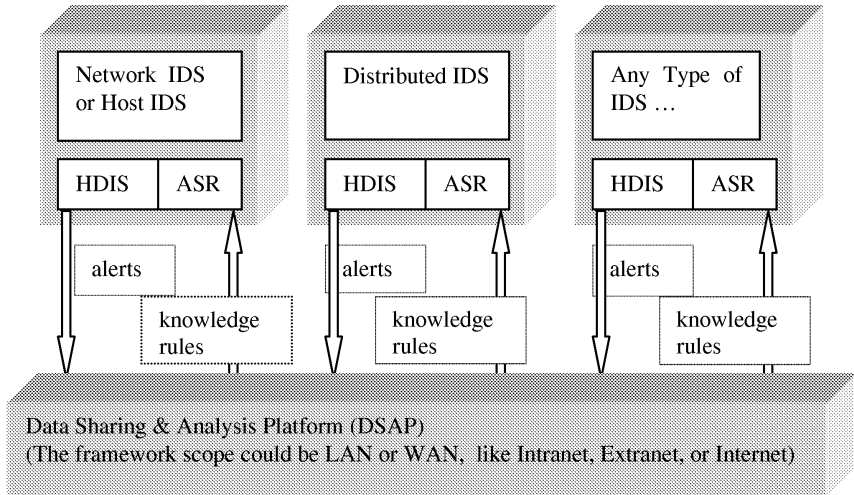 Network IDS
or Host IDS
HDIS
ASR
alerts
knowledge
rules
Distributed IDS
HDIS
ASR
alerts
knowledge
rules
Any Type of
IDS …
HDIS
ASR
alerts
knowledge
rules
Data Sharing & Analysis Platform (DSAP)
(The framework scope could be LAN or WAN, like Intranet, Extranet, or Internet)